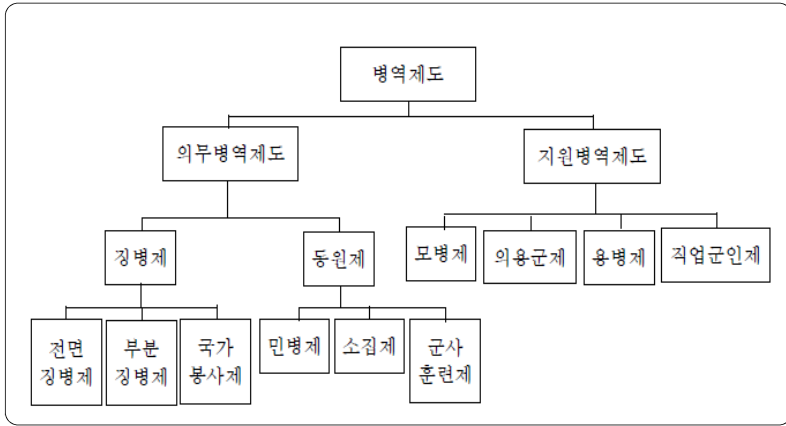 병역제도
의무병역제도
지원병역제도
징병제
동원제
모병제
의용군제
용병제
직업군인제
전면
징병제
부분
징병제
국가
봉사제
민병제
소집제
군사
훈련제